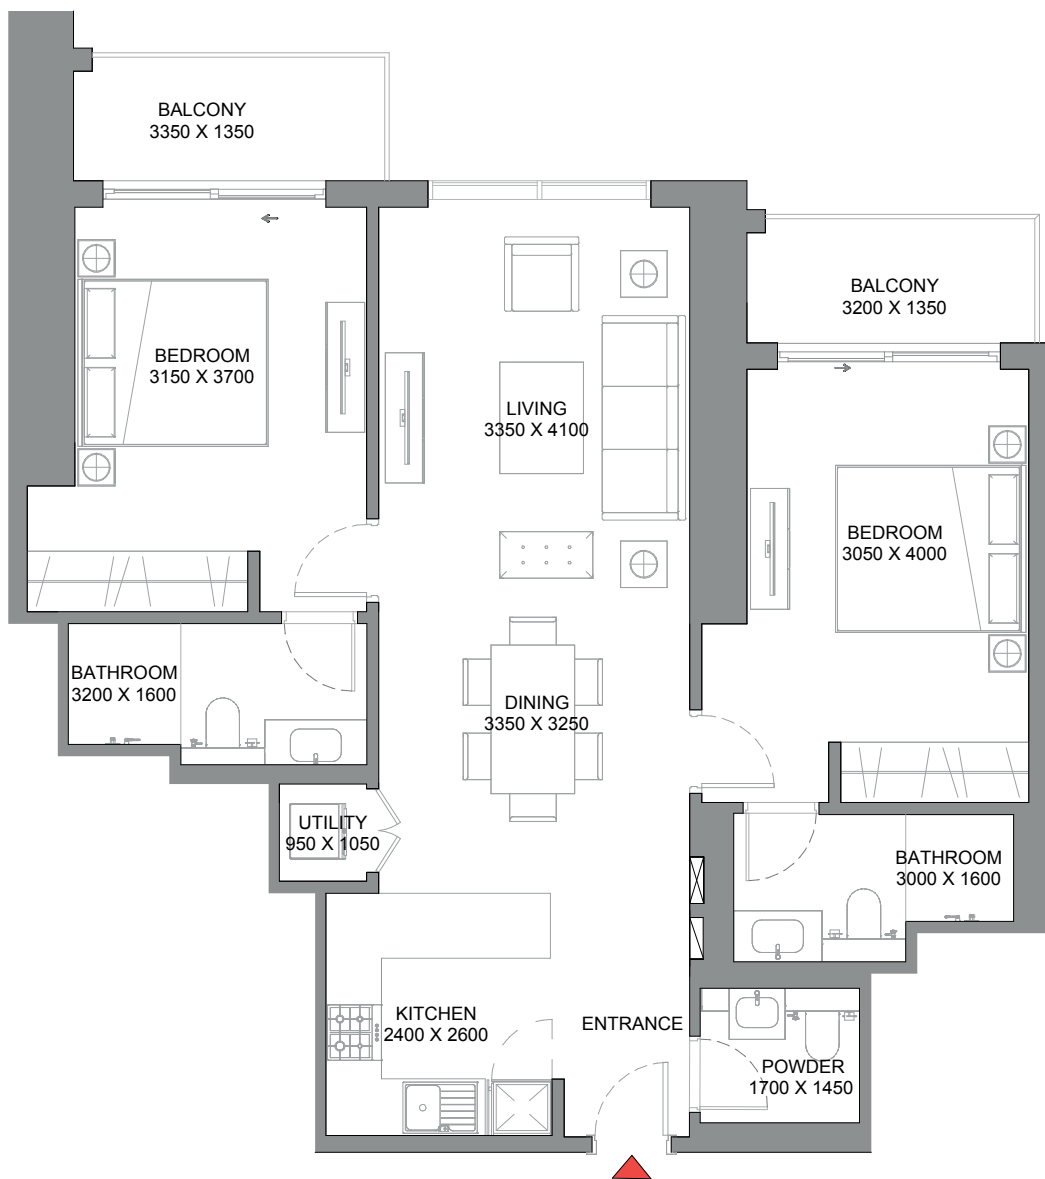 BALCONY
3350 X 1350
BALCONY
3200 X 1350
BEDROOM
3150 X 3700
LIVING
3350 X 4100
BEDROOM
3050 X 4000
BATHROOM
3200 X 1600
DINING
3350 X 3250
UTILITY
950 X 1050
BATHROOM
3000 X 1600
KITCHEN
2400 X 2600
ENTRANCE
POWDER
1700 X 1450